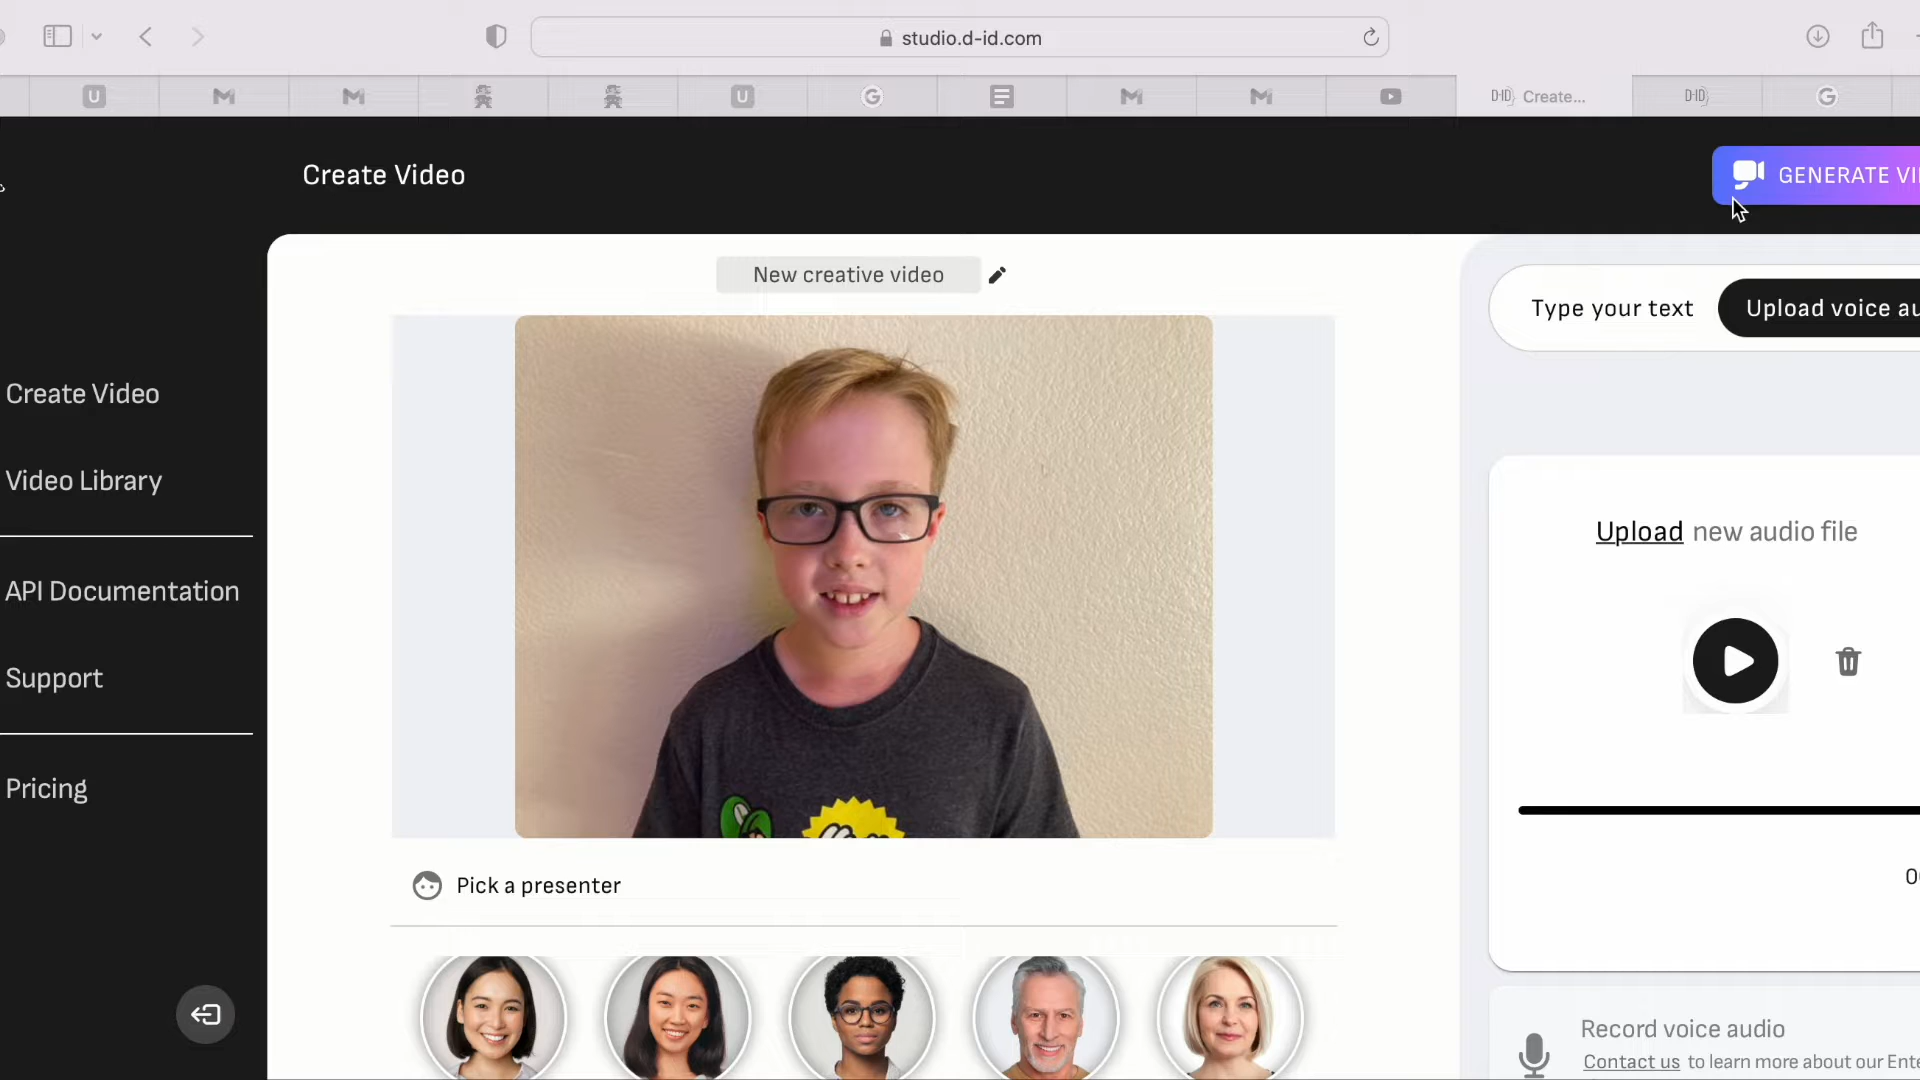 studio.d-id.com
D-ID Create...
D-ID
Create Video
GENERATE VI
New creative video
Type your text
Upload voice au
Create Video
Video Library
API Documentation
Support
Pricing
Upload new audio file
Pick a presenter
Record voice audio
Contact us to learn more about our Ente